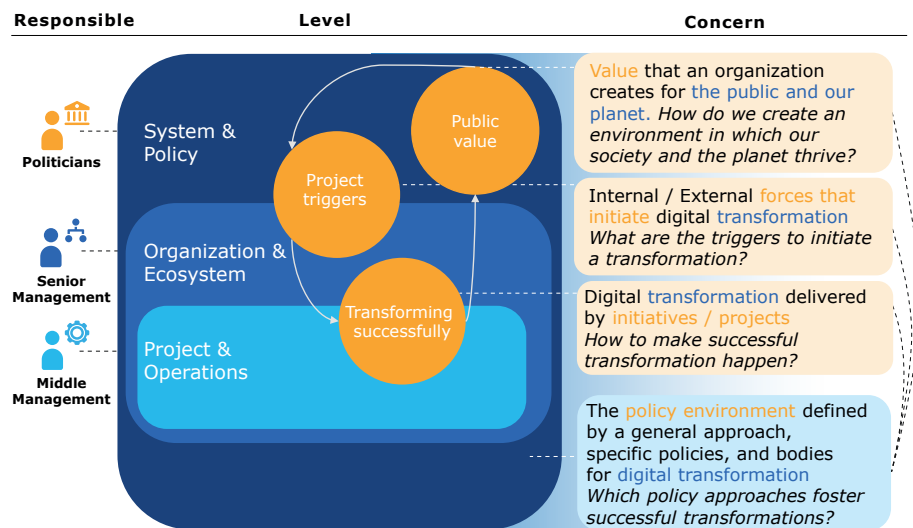 Responsible
Level
Concern
Politicians
Senior
Management
Middle
Management
System &
Policy
Organization &
Ecosystem
Project &
Operations
Public
value
Project
triggers
Transforming
successfully
Value that an organization
creates for the public and our
planet. How do we create an
environment in which our
society and the planet thrive?
Internal / External forces that
initiate digital transformation
What are the triggers to initiate
a transformation?
Digital transformation delivered
by initiatives / projects
How to make successful
transformation happen?
The policy environment defined
by a general approach,
specific policies, and bodies
for digital transformation
Which policy approaches foster
successful transformations?